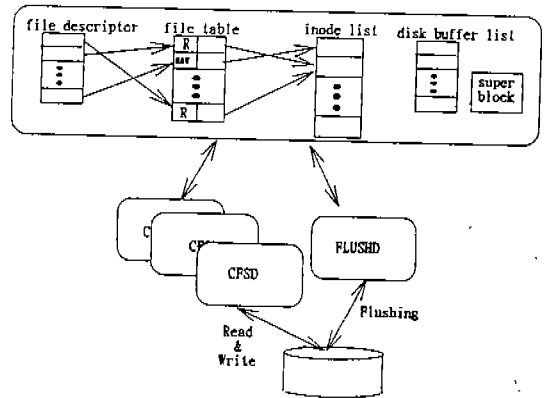 file descriptor
file table
inode list
disk buffer list
R
R&W
R
super
block
CFSD
FLUSHD
Flushing
Read
&
Write